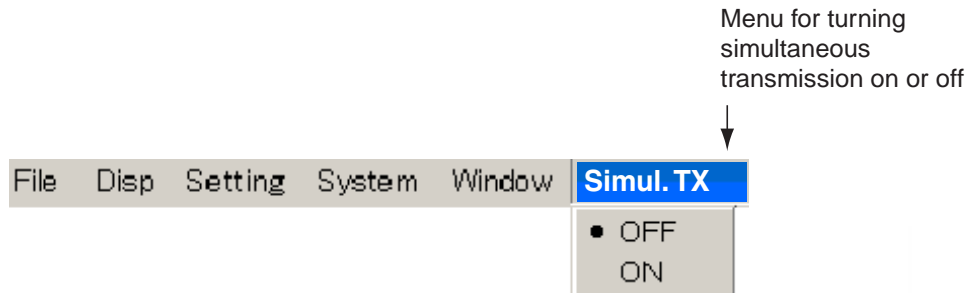 Menu for turning
simultaneous
transmission on or off
File Disp Setting System Window Simul. TX
● OFF
ON